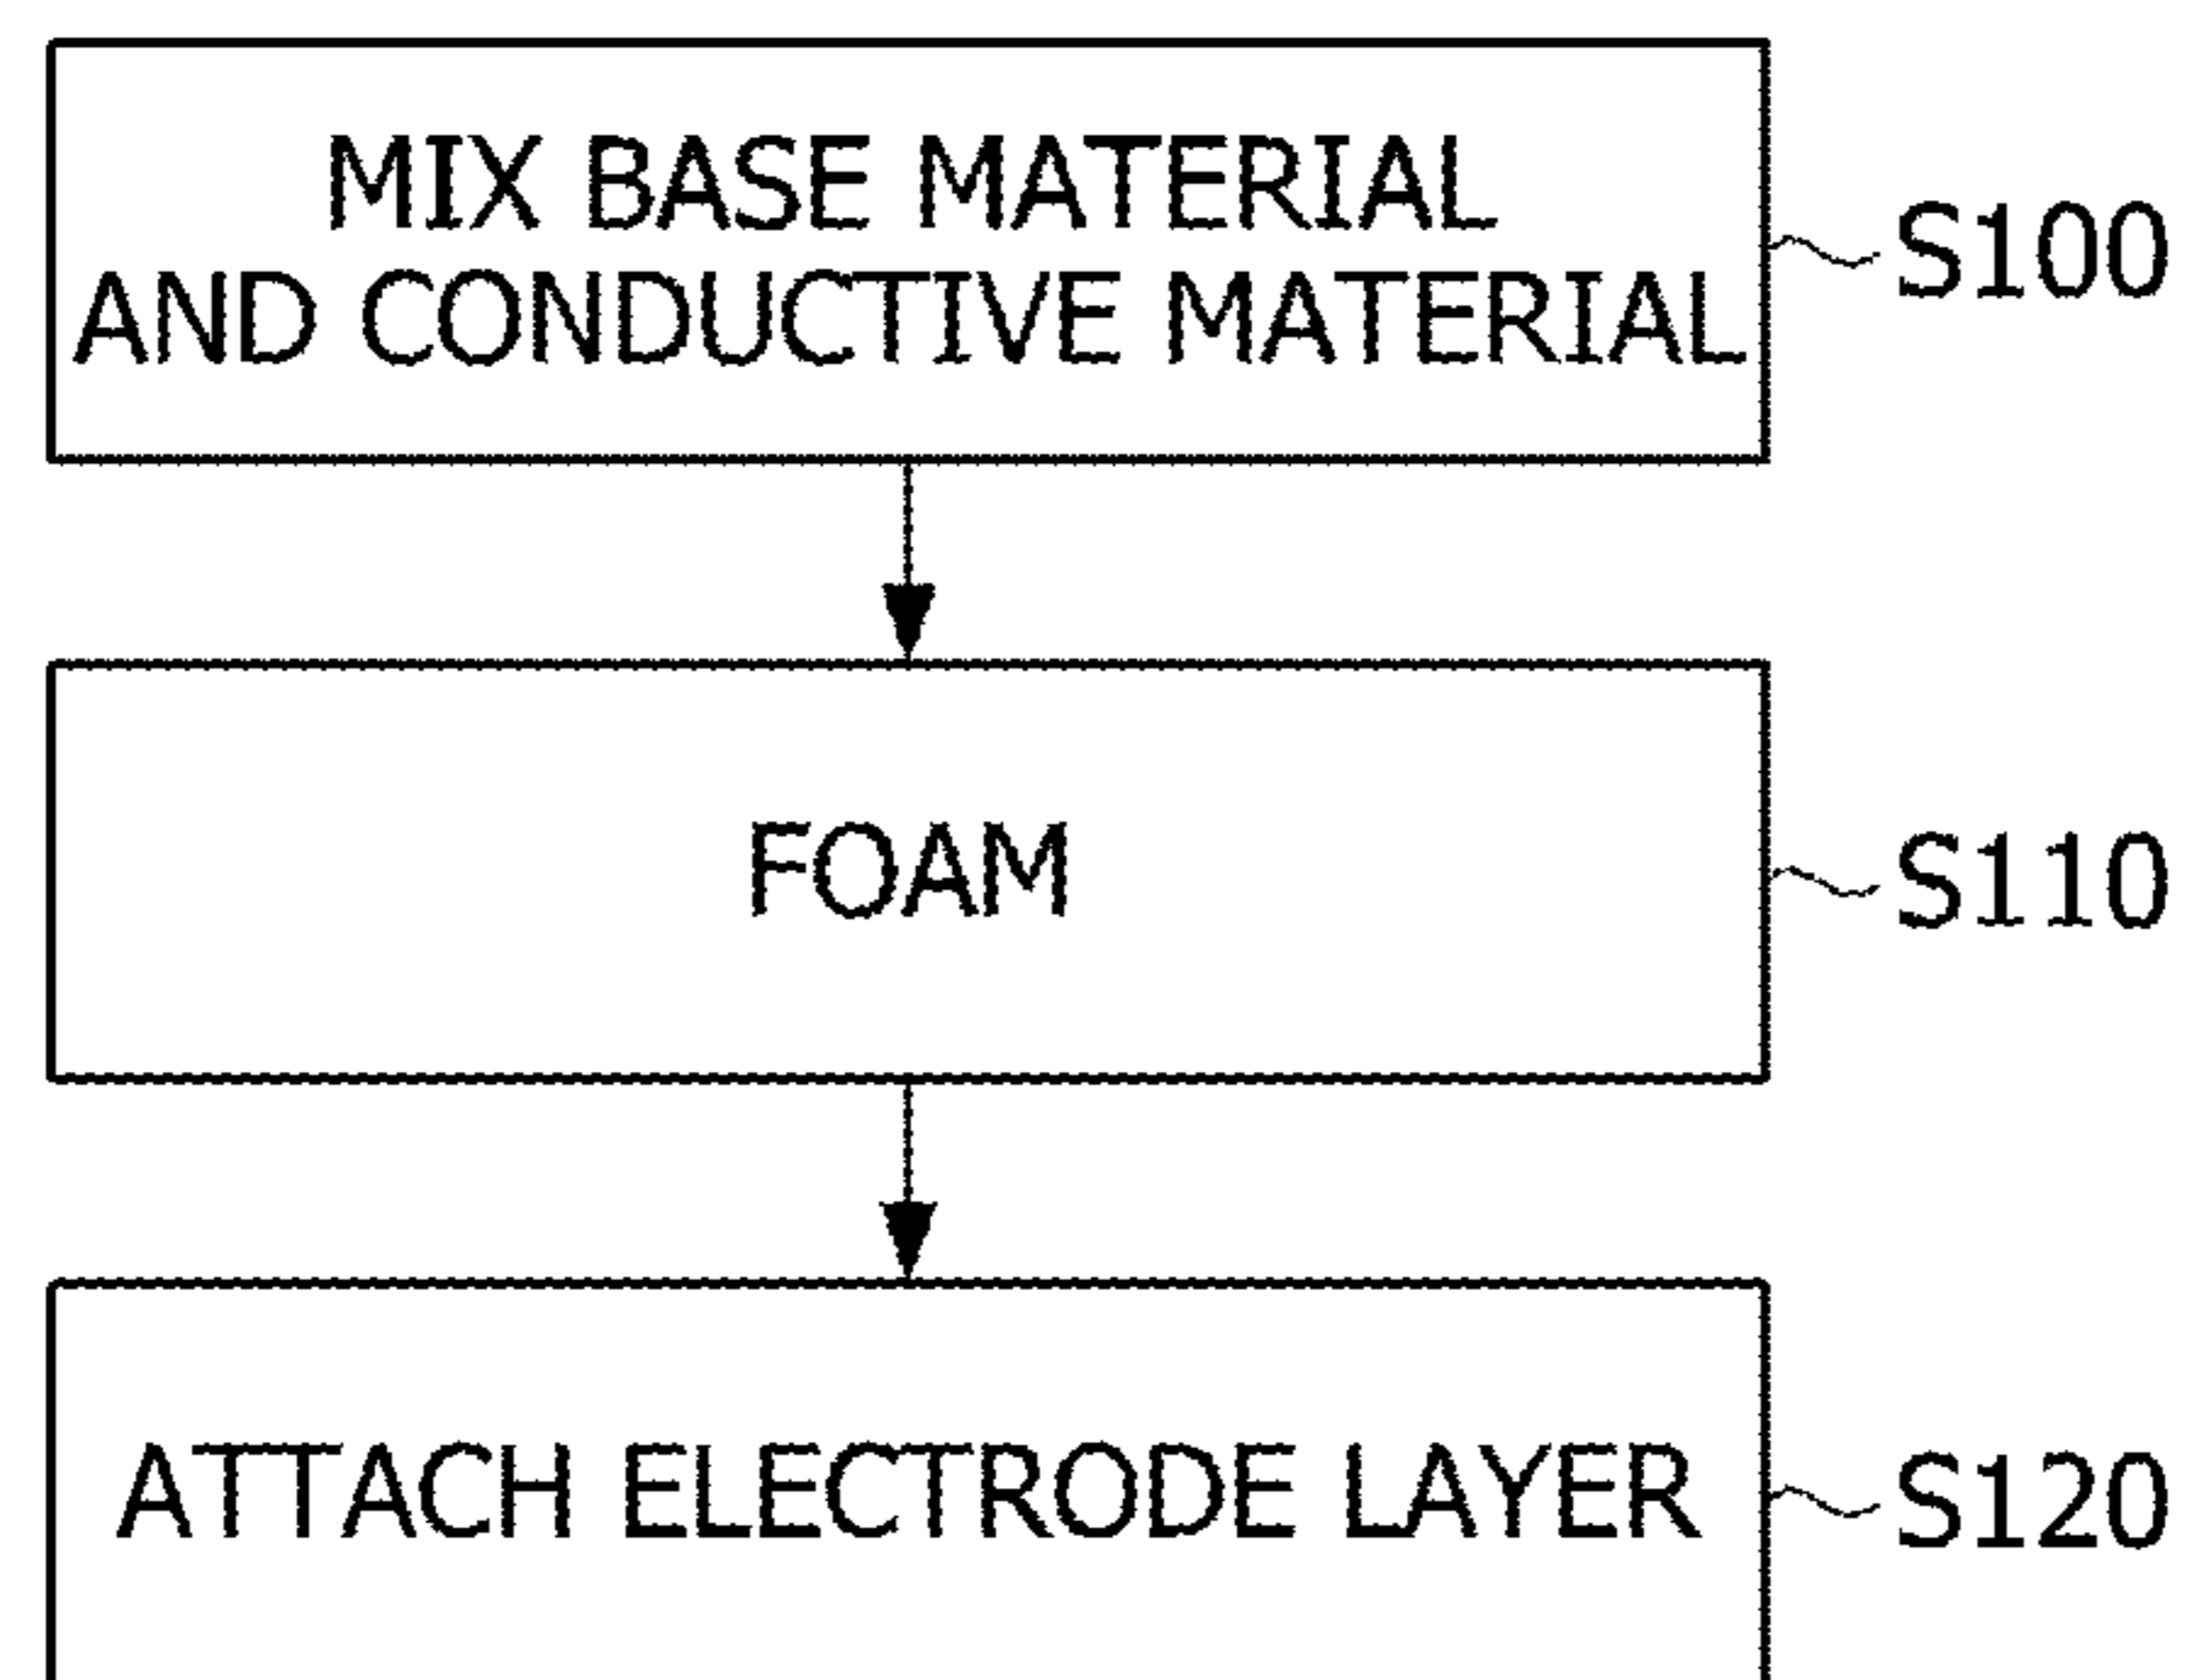 MIX BASE MATERIAL
AND CONDUCTIVE MATERIAL
S100
FOAM
S110
ATTACH ELECTRODE LAYER
S120